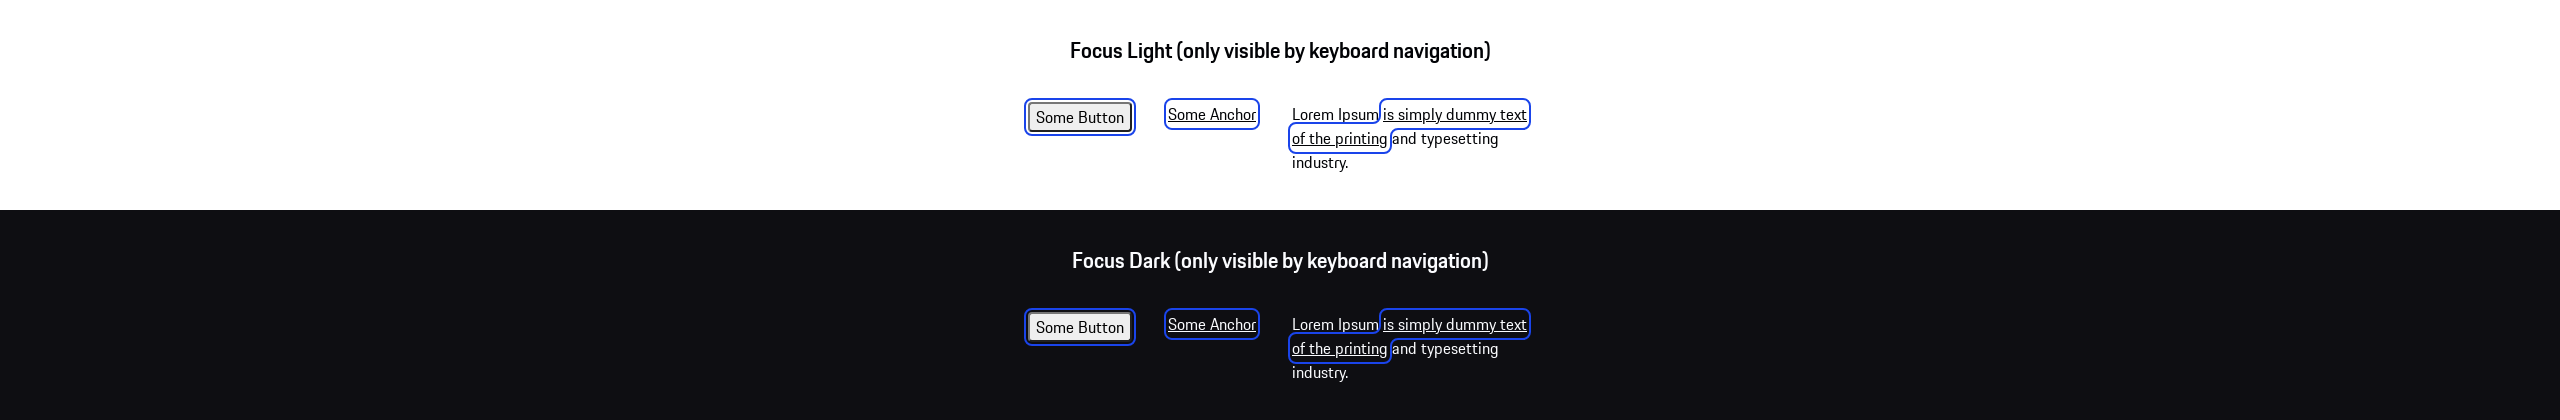 Focus Light (only visible by keyboard navigation)
Some Button
Some Anchor
Lorem Ipsum is simply dummy text
of the printing and typesetting
industry.
Focus Dark (only visible by keyboard navigation)
Some Button
Some Anchor
Lorem Ipsum is simply dummy text
of the printing and typesetting
industry.